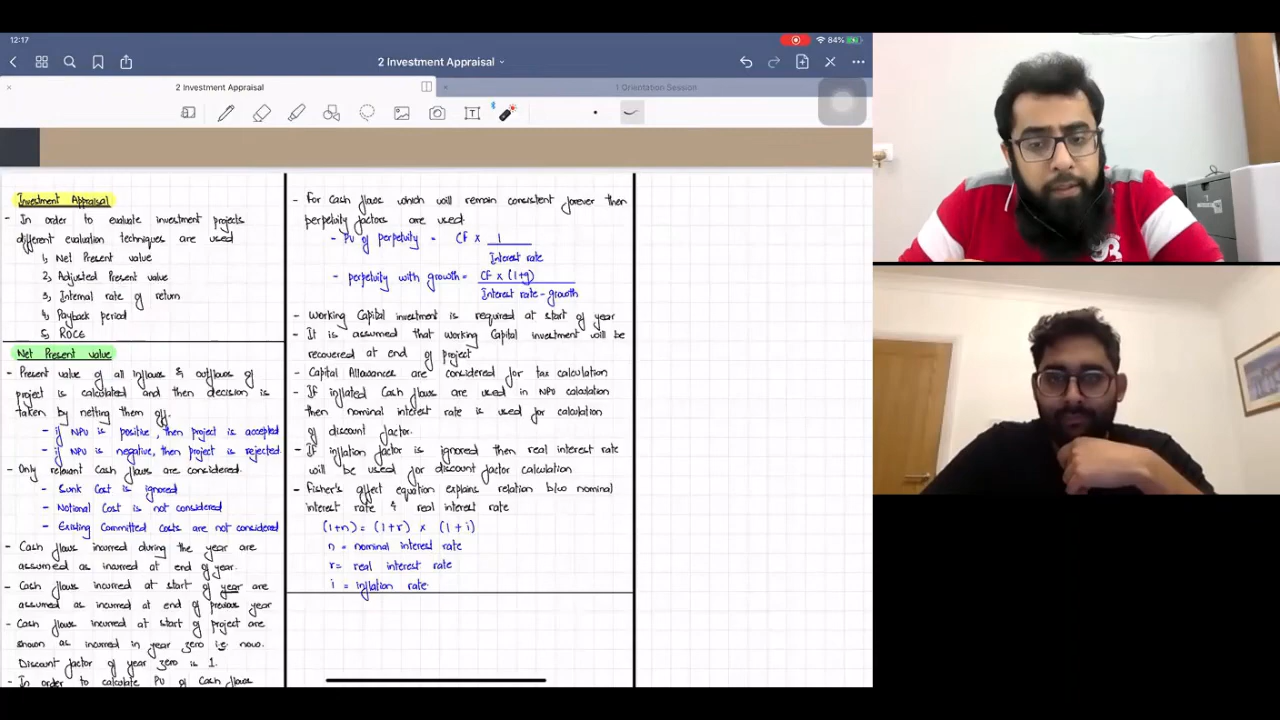 12:17
84%
2 Investment Appraisal
2 Investment Appraisal
1 Orientation Session
Investment Appraisal
- In order to evaluate investment projects
different evaluation techniques are used
1, Net Present value
2, Adjusted Present value
3, Internal rate of return
4, Payback period
5, ROCE
Net Present value
- Present value of all inflows & outflows of
project is calculated and then decision is
taken by netting them off.
- if NPV is positive, then project is accepted
- if NPV is negative, then project is rejected
- Only relevant Cash flows are considered.
- Sunk Cost is ignored
- Notional Cost is not considered
- Existing Committed costs are not considered
- Cash flows incurred during the year are
assumed as incurred at end of year.
- Cash flows incurred at start of year are
assumed as incurred at end of previous year
- Cash flows incurred at start of project are
shown as incurred in year zero i.e now.
Discount factor of year zero is 1.
- In order to calculate PV of Cash flows
- For Cash flows which will remain consistent forever then
perpetuity factors are used.
- PV of perpetuity = CF x 1
Interest rate
- perpetuity with growth = CF x (1+g)
Interest rate - growth
- Working Capital investment is required at start of year
- It is assumed that working Capital investment will be
recovered at end of project
- Capital Allowances are considered for tax calculation
- If inflated Cash flows are used in NPV calculation
then nominal interest rate is used for calculation
of discount factor.
- If inflation factor is ignored then real interest rate
will be used for discount factor calculation
- Fisher's effect equation explains relation b/w nominal
interest rate & real interest rate
(1+n) = (1+r) x (1+i)
n = nominal interest rate
r = real interest rate
i = inflation rate